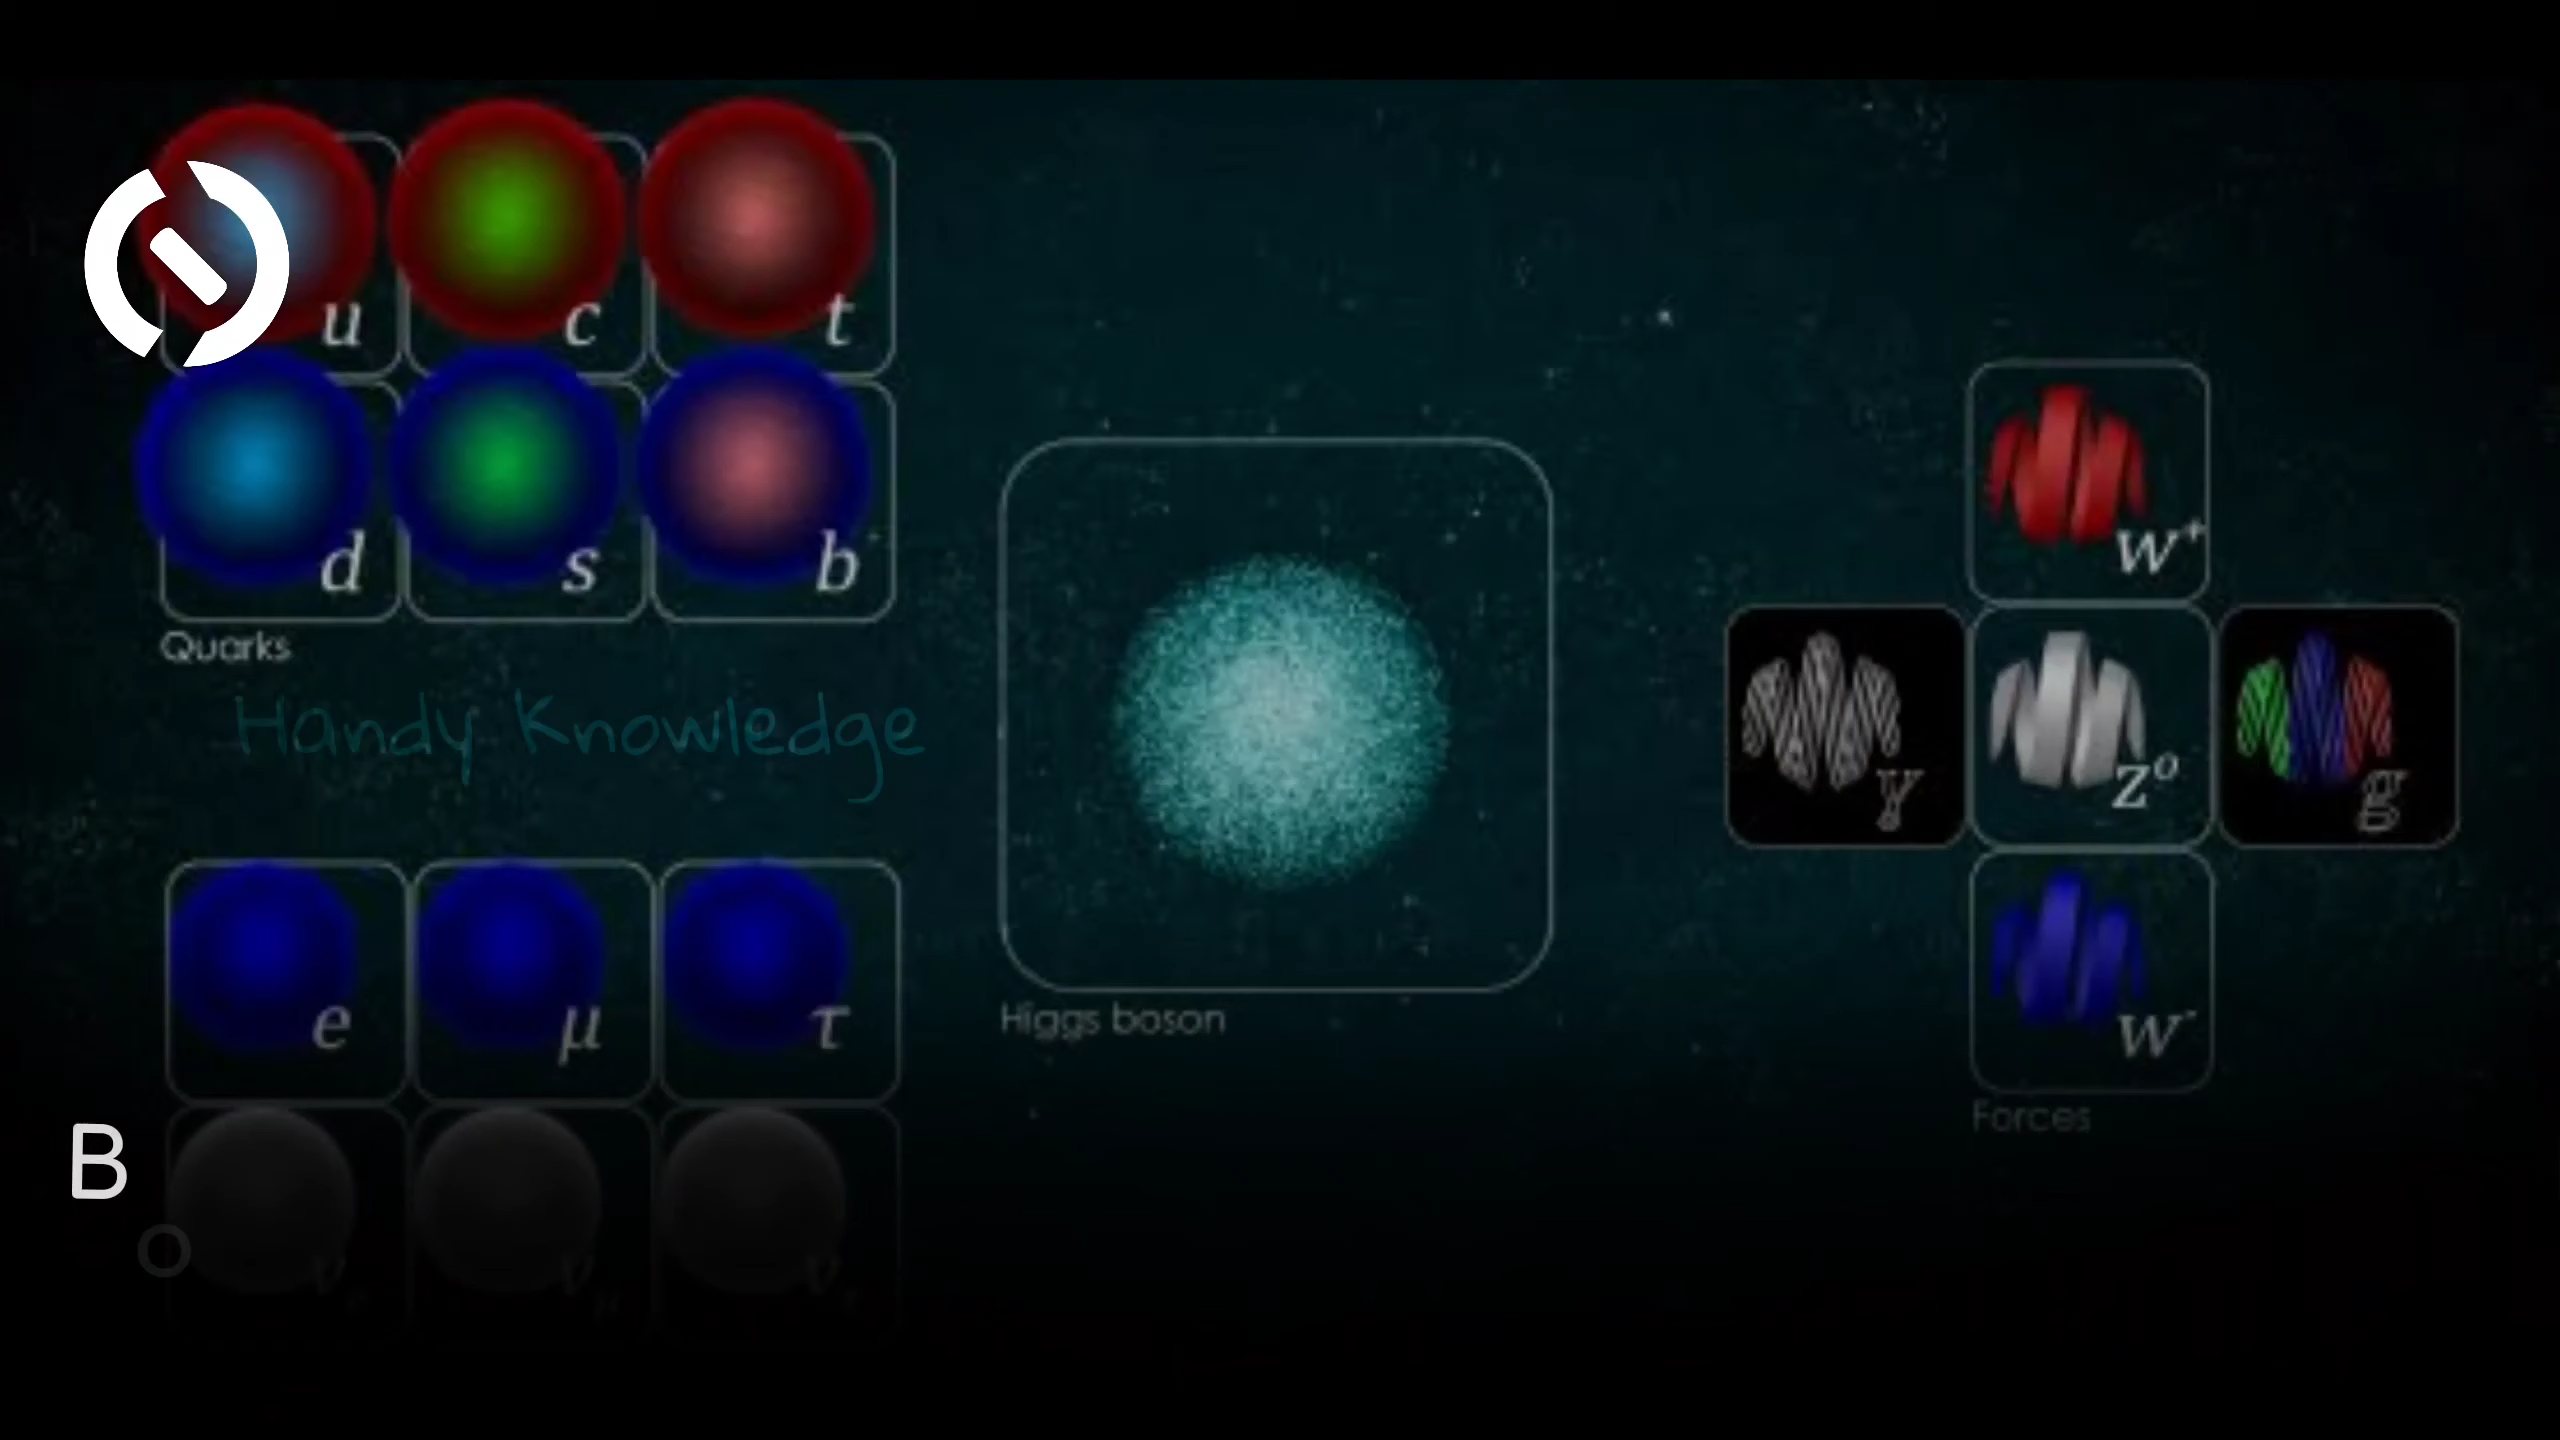 u c t
d s b
Quarks
Handy Knowledge
e μ τ
ν ν ν
Higgs boson
W⁺
γ Z⁰ g
W⁻
Forces
B
o